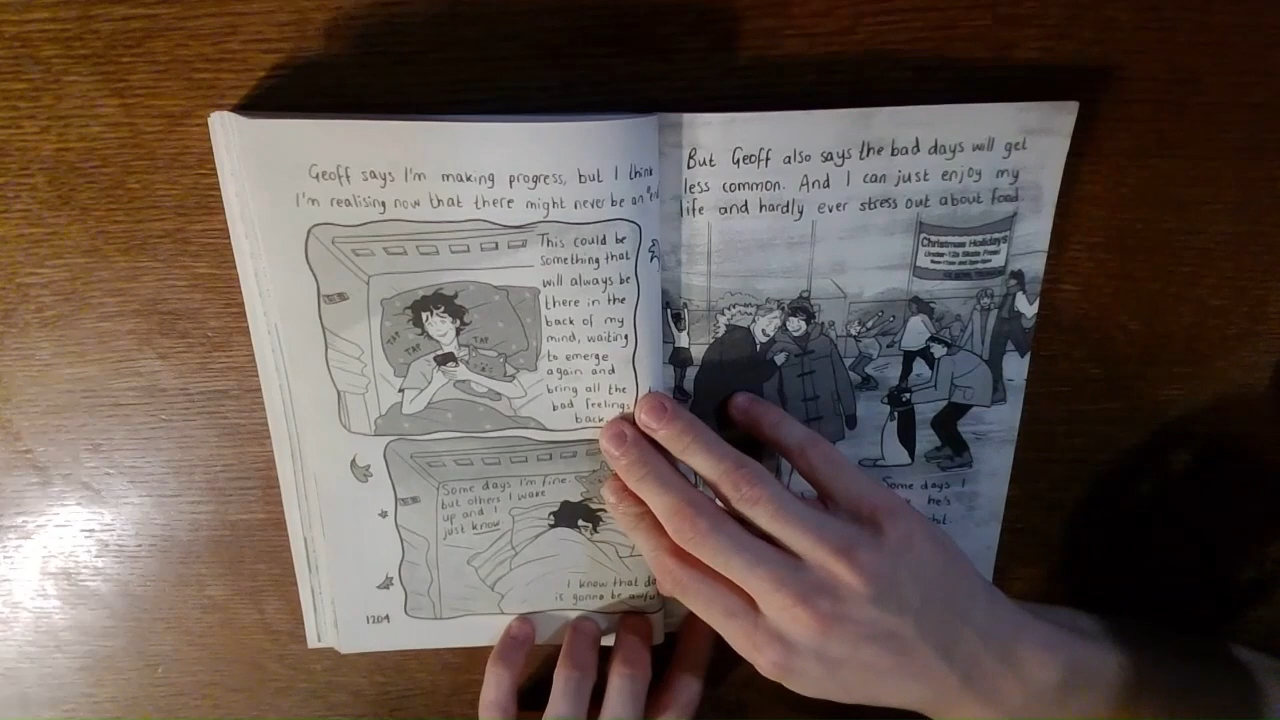 Geoff says I'm making progress, but I think
I'm realising now that there might never be an
This could be
something that
will always be
there in the
back of my
mind, waiting
to emerge
again and
bring all the
bad feelings
back.
TAP
TAP
TAP
Some days I'm fine.
but others I wake
up and I
just know
I know that
is gonna be
1204
But Geoff also says the bad days will get
less common. And I can just enjoy my
life and hardly ever stress out about food.
Christmas Holidays
Under-12s Skate Free!
Some days I
he's